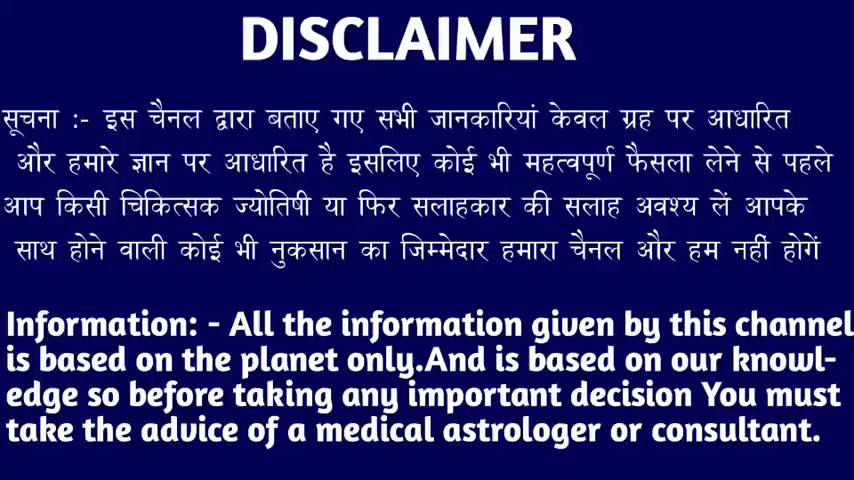 DISCLAIMER
सूचना :- इस चैनल द्वारा बताए गए सभी जानकारियां केवल ग्रह पर आधारित
और हमारे ज्ञान पर आधारित है इसलिए कोई भी महत्वपूर्ण फैसला लेने से पहले
आप किसी चिकित्सक ज्योतिषी या फिर सलाहकार की सलाह अवश्य लें आपके
साथ होने वाली कोई भी नुकसान का जिम्मेदार हमारा चैनल और हम नहीं होगें
Information: - All the information given by this channel
is based on the planet only.And is based on our knowl-
edge so before taking any important decision You must
take the advice of a medical astrologer or consultant.